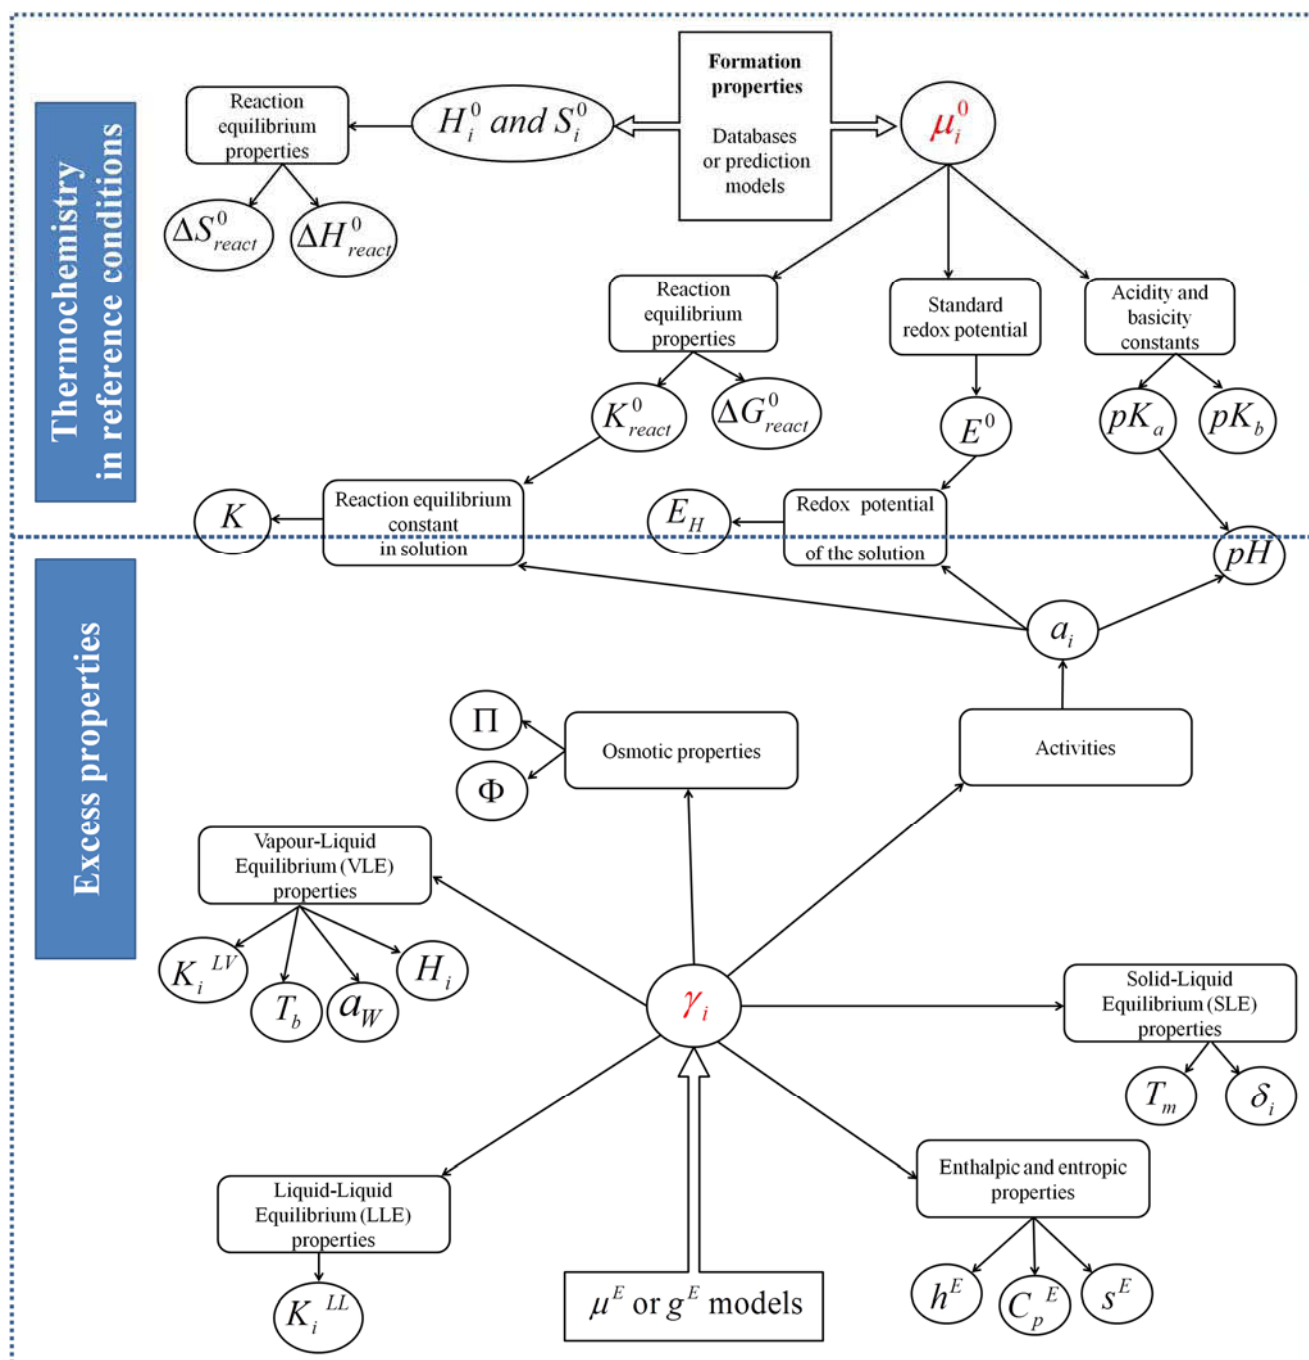 Thermochemistry
in reference conditions
Formation
properties
Databases
or prediction
models
H_i^0 and S_i^0
μ_i^0
Reaction
equilibrium
properties
ΔS^0_react
ΔH^0_react
Reaction
equilibrium
properties
Standard
redox potential
Acidity and
basicity
constants
K^0_react
ΔG^0_react
E^0
pK_a
pK_b
K
Reaction equilibrium
constant
in solution
E_H
Redox potential
of the solution
pH
Excess properties
a_i
Π
Φ
Osmotic properties
Activities
Vapour-Liquid
Equilibrium (VLE)
properties
K_i^LV
T_b
a_W
H_i
γ_i
Solid-Liquid
Equilibrium (SLE)
properties
T_m
δ_i
Enthalpic and entropic
properties
h^E
C_p^E
s^E
Liquid-Liquid
Equilibrium (LLE)
properties
K_i^LL
μ^E or g^E models